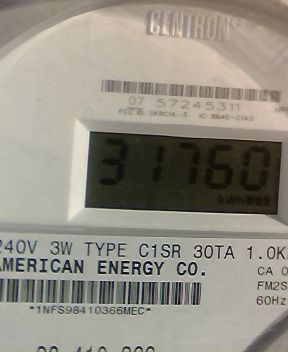 CENTRON®
07 57245311
31760
kWh
240V 3W TYPE C1SR 30TA 1.0K
AMERICAN ENERGY CO.
CA 0
FM2S
60Hz
*1NFS98410366MEC*